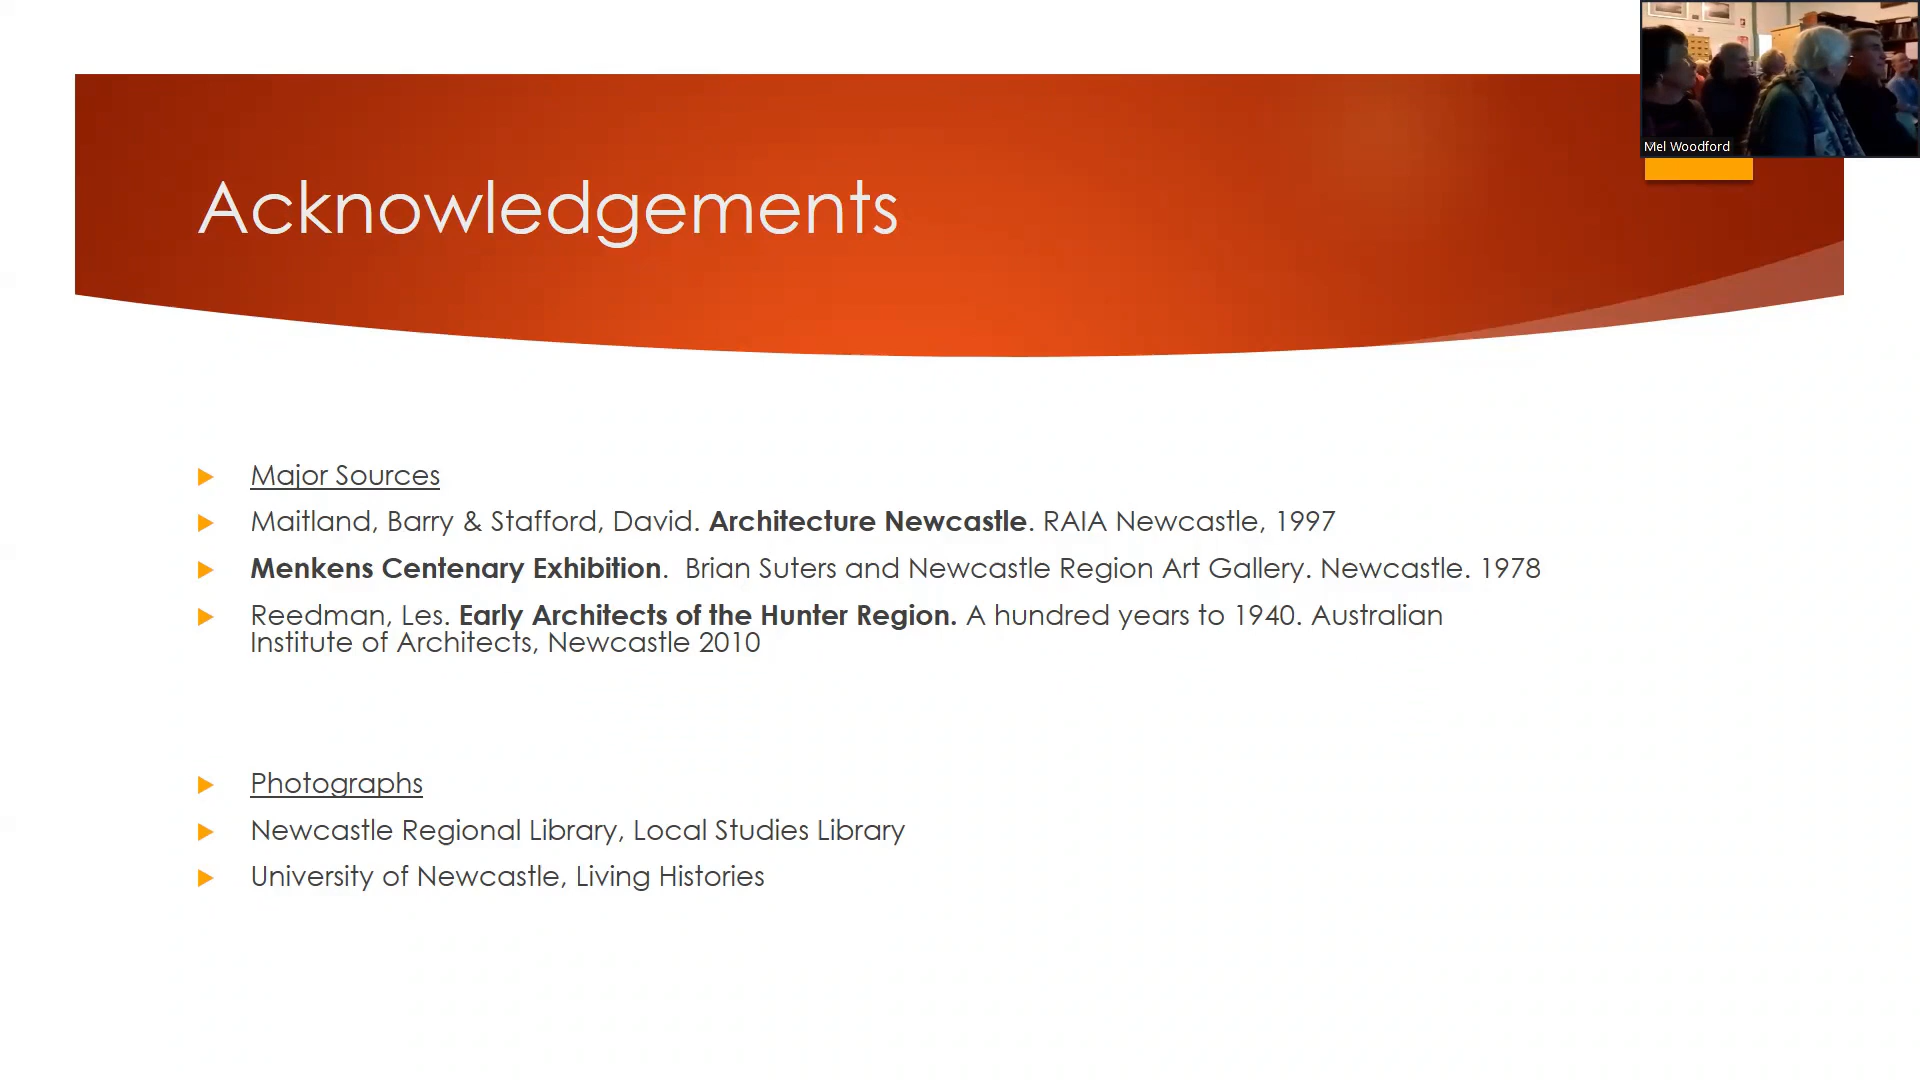 Mel Woodford
Acknowledgements
Major Sources
Maitland, Barry & Stafford, David. Architecture Newcastle. RAIA Newcastle, 1997
Menkens Centenary Exhibition.  Brian Suters and Newcastle Region Art Gallery. Newcastle. 1978
Reedman, Les. Early Architects of the Hunter Region. A hundred years to 1940. Australian
Institute of Architects, Newcastle 2010
Photographs
Newcastle Regional Library, Local Studies Library
University of Newcastle, Living Histories